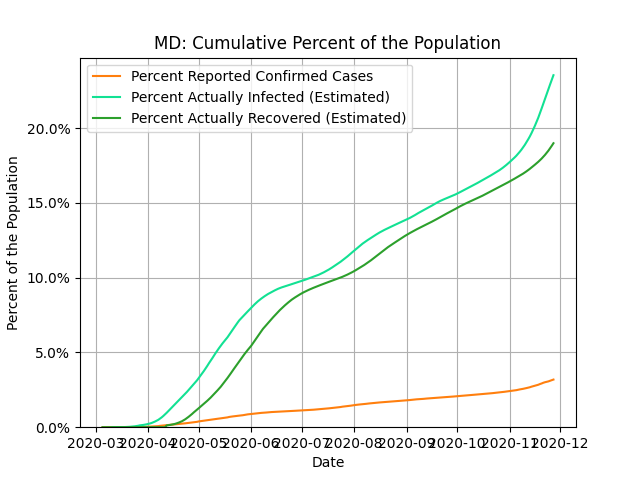 MD: Cumulative Percent of the Population
Percent Reported Confirmed Cases
Percent Actually Infected (Estimated)
Percent Actually Recovered (Estimated)
Percent of the Population
20.0%
15.0%
10.0%
5.0%
0.0%
2020-03 2020-04 2020-05 2020-06 2020-07 2020-08 2020-09 2020-10 2020-11 2020-12
Date